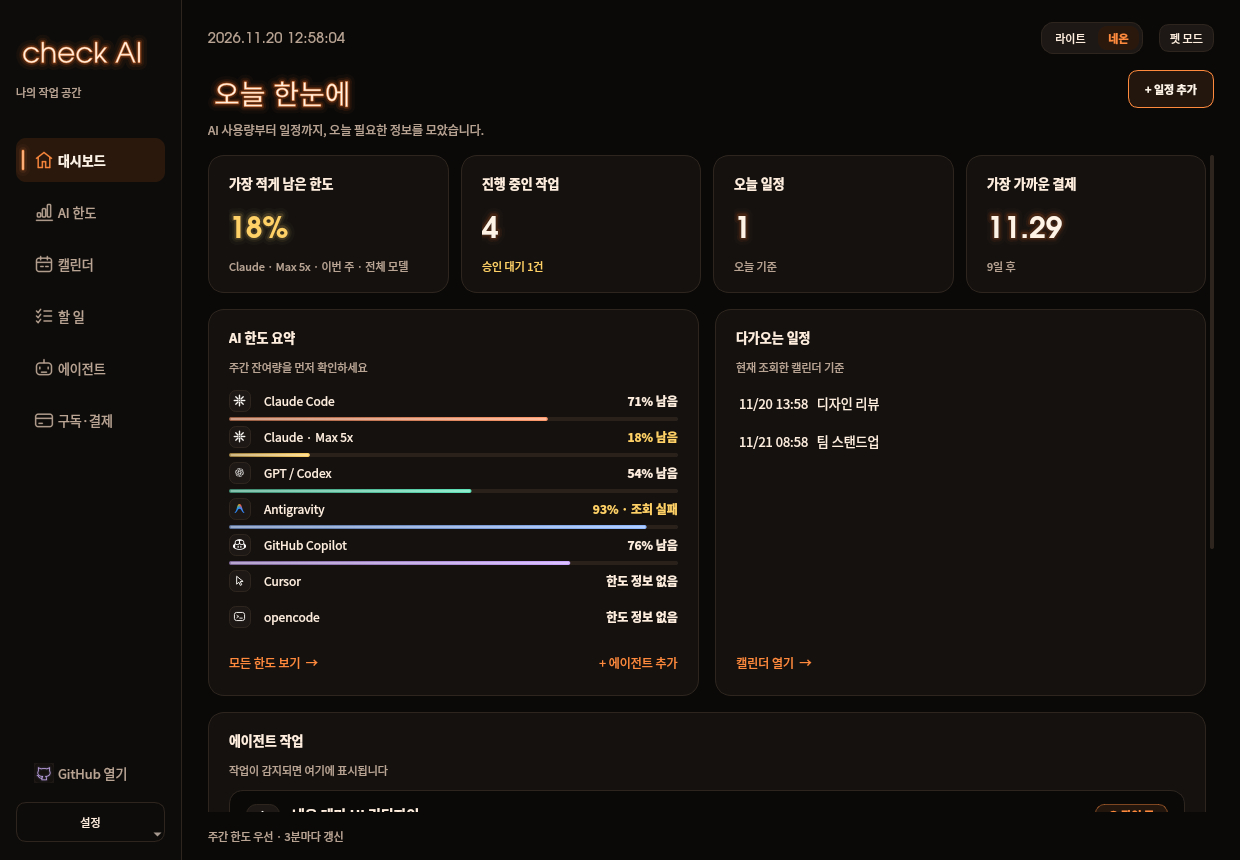 check AI
나의 작업 공간
대시보드
AI 한도
캘린더
할 일
에이전트
구독·결제
GitHub 열기
설정
2026.11.20 12:58:04
라이트
네온
펫 모드
오늘 한눈에
+ 일정 추가
AI 사용량부터 일정까지, 오늘 필요한 정보를 모았습니다.
가장 적게 남은 한도
18%
Claude · Max 5x · 이번 주 · 전체 모델
진행 중인 작업
4
승인 대기 1건
오늘 일정
1
오늘 기준
가장 가까운 결제
11.29
9일 후
AI 한도 요약
주간 잔여량을 먼저 확인하세요
Claude Code 71% 남음
Claude · Max 5x 18% 남음
GPT / Codex 54% 남음
Antigravity 93% · 조회 실패
GitHub Copilot 76% 남음
Cursor 한도 정보 없음
opencode 한도 정보 없음
모든 한도 보기 →
+ 에이전트 추가
다가오는 일정
현재 조회한 캘린더 기준
11/20 13:58 디자인 리뷰
11/21 08:58 팀 스탠드업
캘린더 열기 →
에이전트 작업
작업이 감지되면 여기에 표시됩니다
주간 한도 우선 · 3분마다 갱신